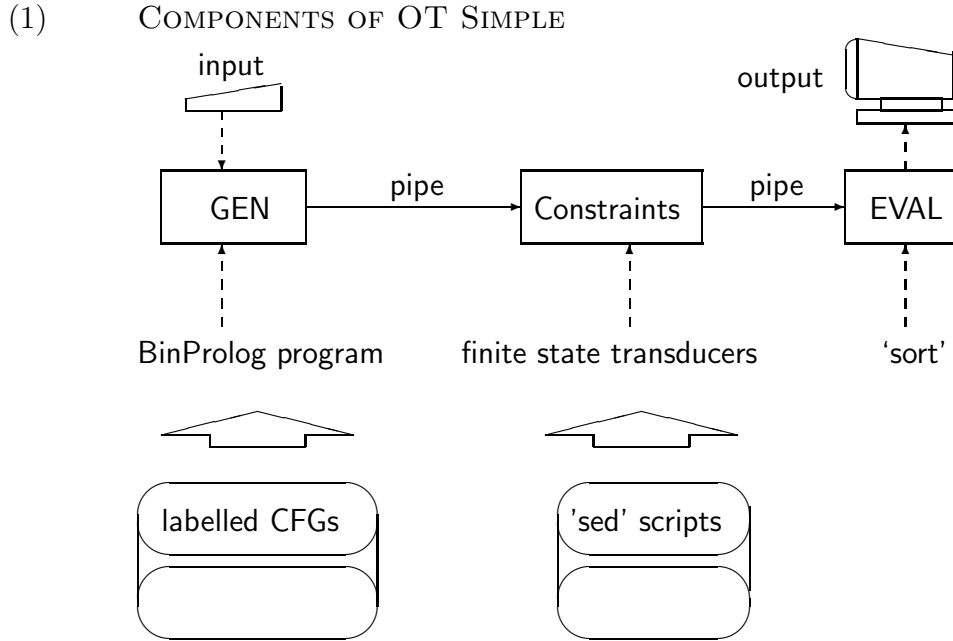 (1) COMPONENTS OF OT SIMPLE
input
output
GEN
pipe
Constraints
pipe
EVAL
BinProlog program
finite state transducers
‘sort’
labelled CFGs
'sed' scripts